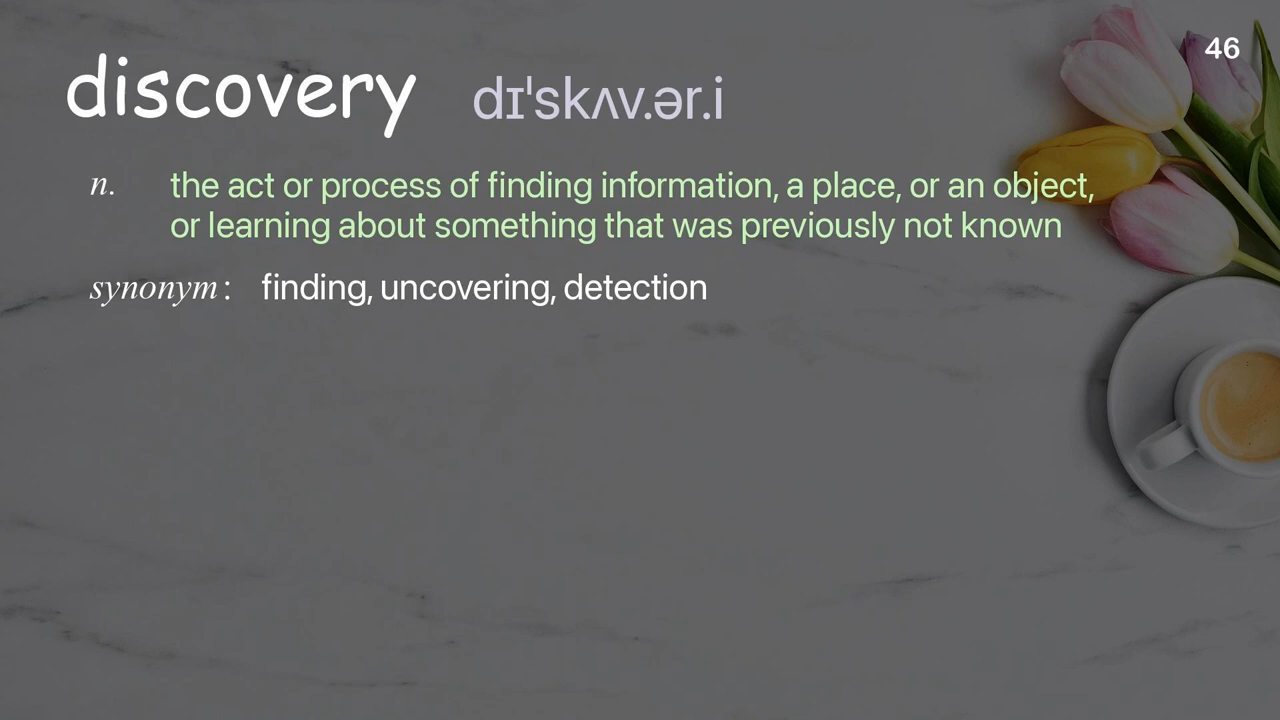 46
discovery dɪˈskʌv.ər.i
n. the act or process of finding information, a place, or an object,
or learning about something that was previously not known
synonym: finding, uncovering, detection